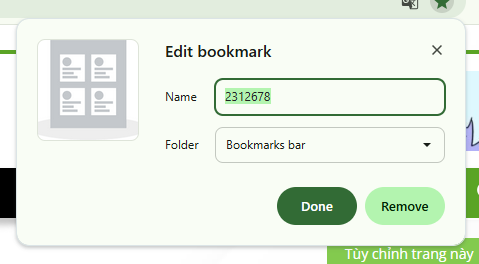 Edit bookmark
Name
2312678
Folder
Bookmarks bar
Done
Remove
Tùy chỉnh trang này